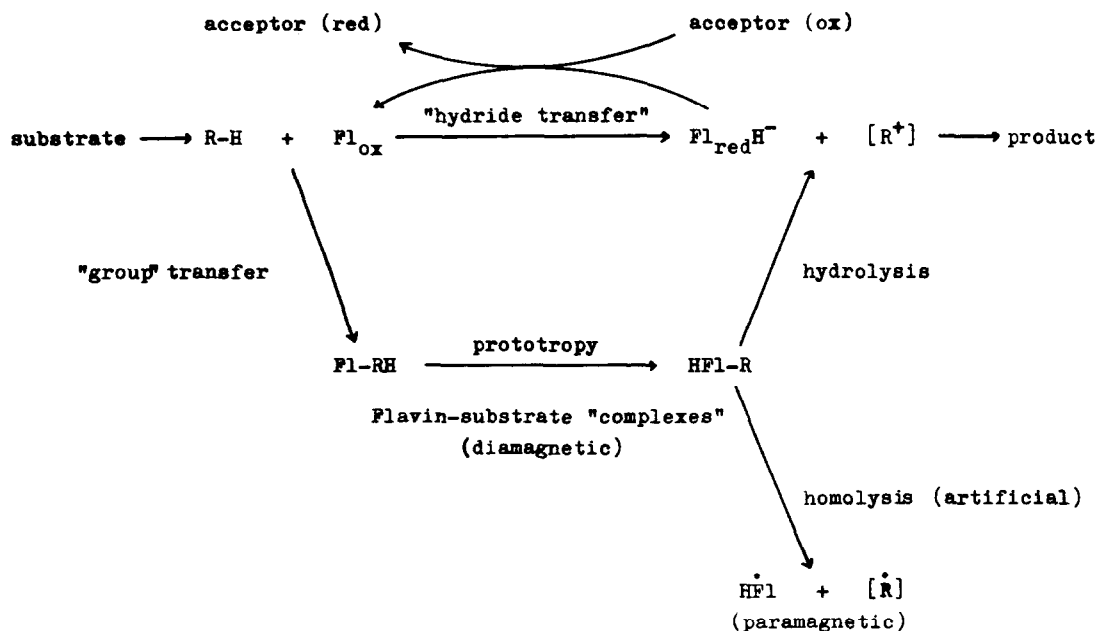 acceptor (red) acceptor (ox)
"hydride transfer"
substrate → R-H + Fl_ox → Fl_redH⁻ + [R⁺] → product
"group" transfer hydrolysis
prototropy
Fl-RH → HFl-R
Flavin-substrate "complexes"
(diamagnetic)
homolysis (artificial)
HḞl + [Ṙ]
(paramagnetic)